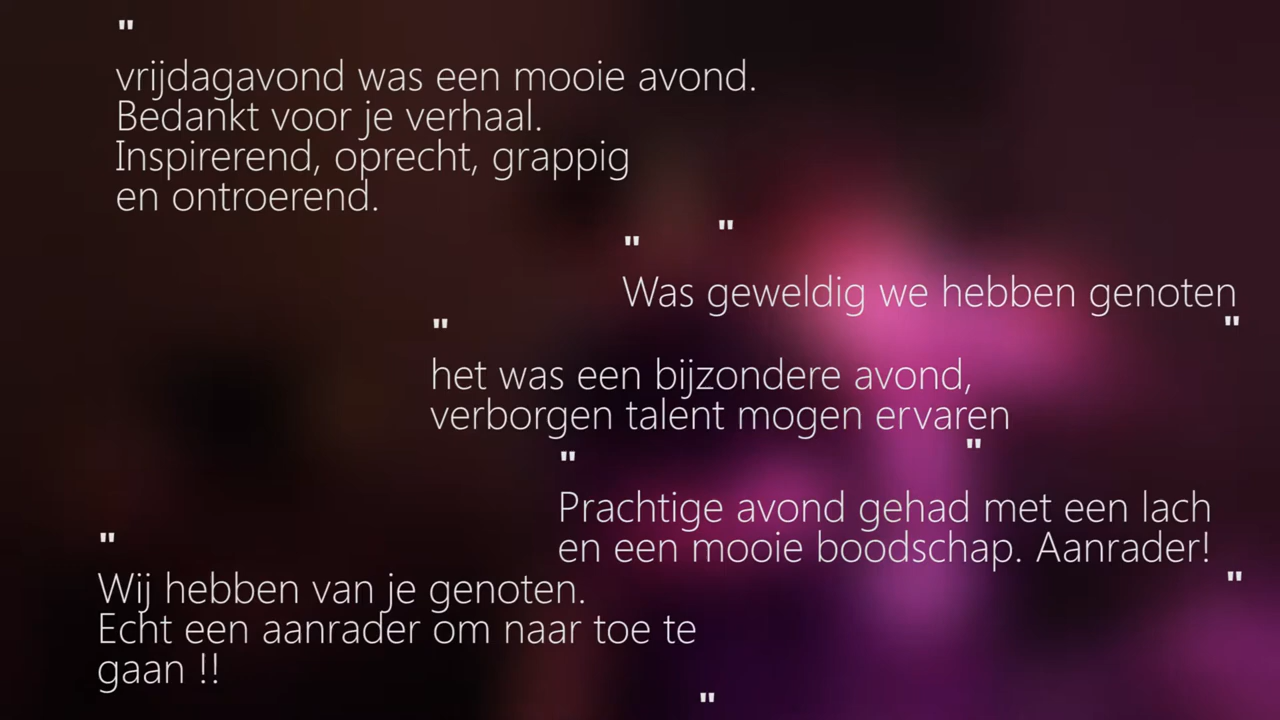 "
vrijdagavond was een mooie avond.
Bedankt voor je verhaal.
Inspirerend, oprecht, grappig
en ontroerend.
"
"
Was geweldig we hebben genoten
"
"
het was een bijzondere avond,
verborgen talent mogen ervaren
"
"
Prachtige avond gehad met een lach
en een mooie boodschap. Aanrader!
"
"
Wij hebben van je genoten.
Echt een aanrader om naar toe te
gaan !!
"